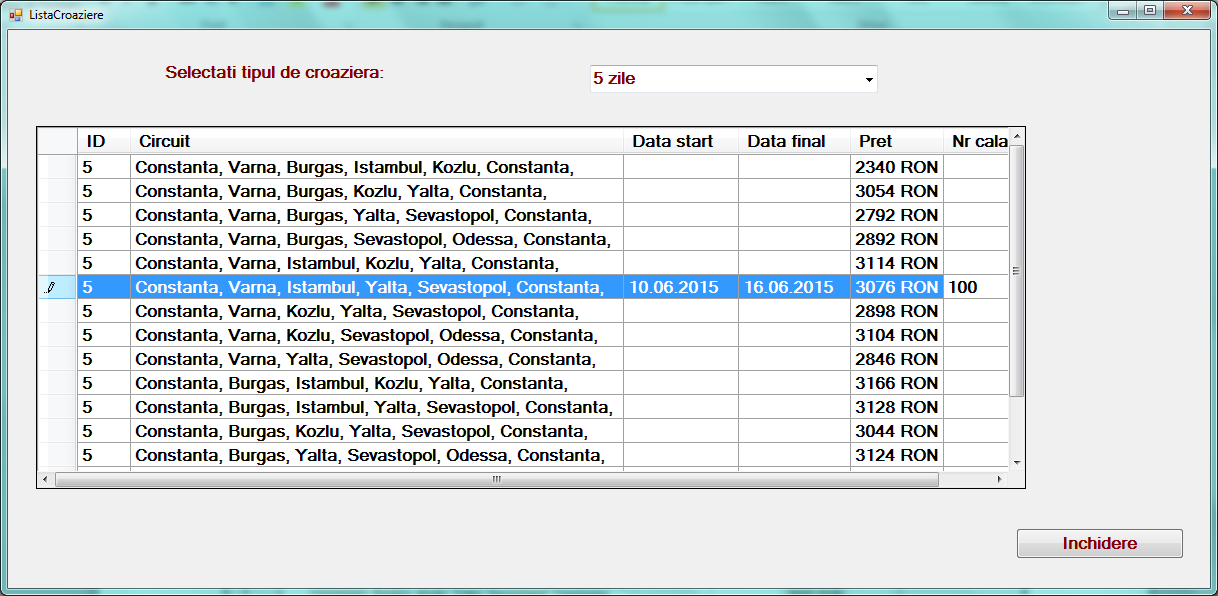 ListaCroaziere
Selectati tipul de croaziera:
5 zile
ID Circuit Data start Data final Pret Nr cala
5 Constanta, Varna, Burgas, Istambul, Kozlu, Constanta, 2340 RON
5 Constanta, Varna, Burgas, Kozlu, Yalta, Constanta, 3054 RON
5 Constanta, Varna, Burgas, Yalta, Sevastopol, Constanta, 2792 RON
5 Constanta, Varna, Burgas, Sevastopol, Odessa, Constanta, 2892 RON
5 Constanta, Varna, Istambul, Kozlu, Yalta, Constanta, 3114 RON
5 Constanta, Varna, Istambul, Yalta, Sevastopol, Constanta, 10.06.2015 16.06.2015 3076 RON 100
5 Constanta, Varna, Kozlu, Yalta, Sevastopol, Constanta, 2898 RON
5 Constanta, Varna, Kozlu, Sevastopol, Odessa, Constanta, 3104 RON
5 Constanta, Varna, Yalta, Sevastopol, Odessa, Constanta, 2846 RON
5 Constanta, Burgas, Istambul, Kozlu, Yalta, Constanta, 3166 RON
5 Constanta, Burgas, Istambul, Yalta, Sevastopol, Constanta, 3128 RON
5 Constanta, Burgas, Kozlu, Yalta, Sevastopol, Constanta, 3044 RON
5 Constanta, Burgas, Yalta, Sevastopol, Odessa, Constanta, 3124 RON
Inchidere